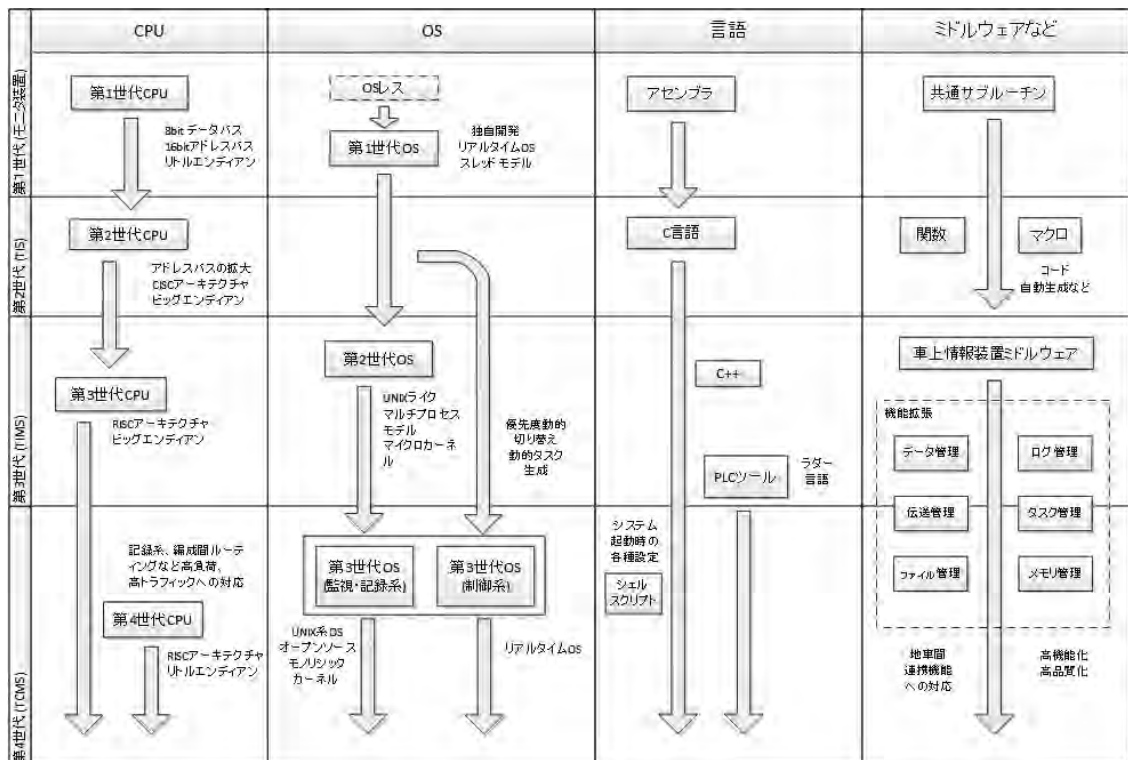 CPU
OS
言語
ミドルウェアなど
第1世代(モニタ装置)
第1世代CPU
8bitデータバス
16bitアドレスバス
リトルエンディアン
OSレス
第1世代OS
独自開発
リアルタイムOS
スレッドモデル
アセンブラ
共通サブルーチン
第2世代(TIS)
第2世代CPU
アドレスバスの拡大
CISCアーキテクチャ
ビッグエンディアン
C言語
関数
マクロ
コード
自動生成など
第3世代(TIMS)
第3世代CPU
RISCアーキテクチャ
ビッグエンディアン
第2世代OS
UNIXライク
マルチプロセス
モデル
マイクロカーネ
ル
優先度動的
切り替え
動的タスク
生成
C++
PLCツール
ラダー
言語
車上情報装置ミドルウェア
機能拡張
データ管理
ログ管理
伝送管理
タスク管理
ファイル管理
メモリ管理
第4世代(TCMS)
記録系、編成間ルーテ
ィングなど高負荷、
高トラフィックへの対応
第4世代CPU
RISCアーキテクチャ
リトルエンディアン
第3世代OS
(監視・記録系)
第3世代OS
(制御系)
UNIX系OS
オープンソース
モノリシック
カーネル
リアルタイムOS
システム
起動時の
各種設定
シェル
スクリプト
地車間
連携機能
への対応
高機能化
高品質化